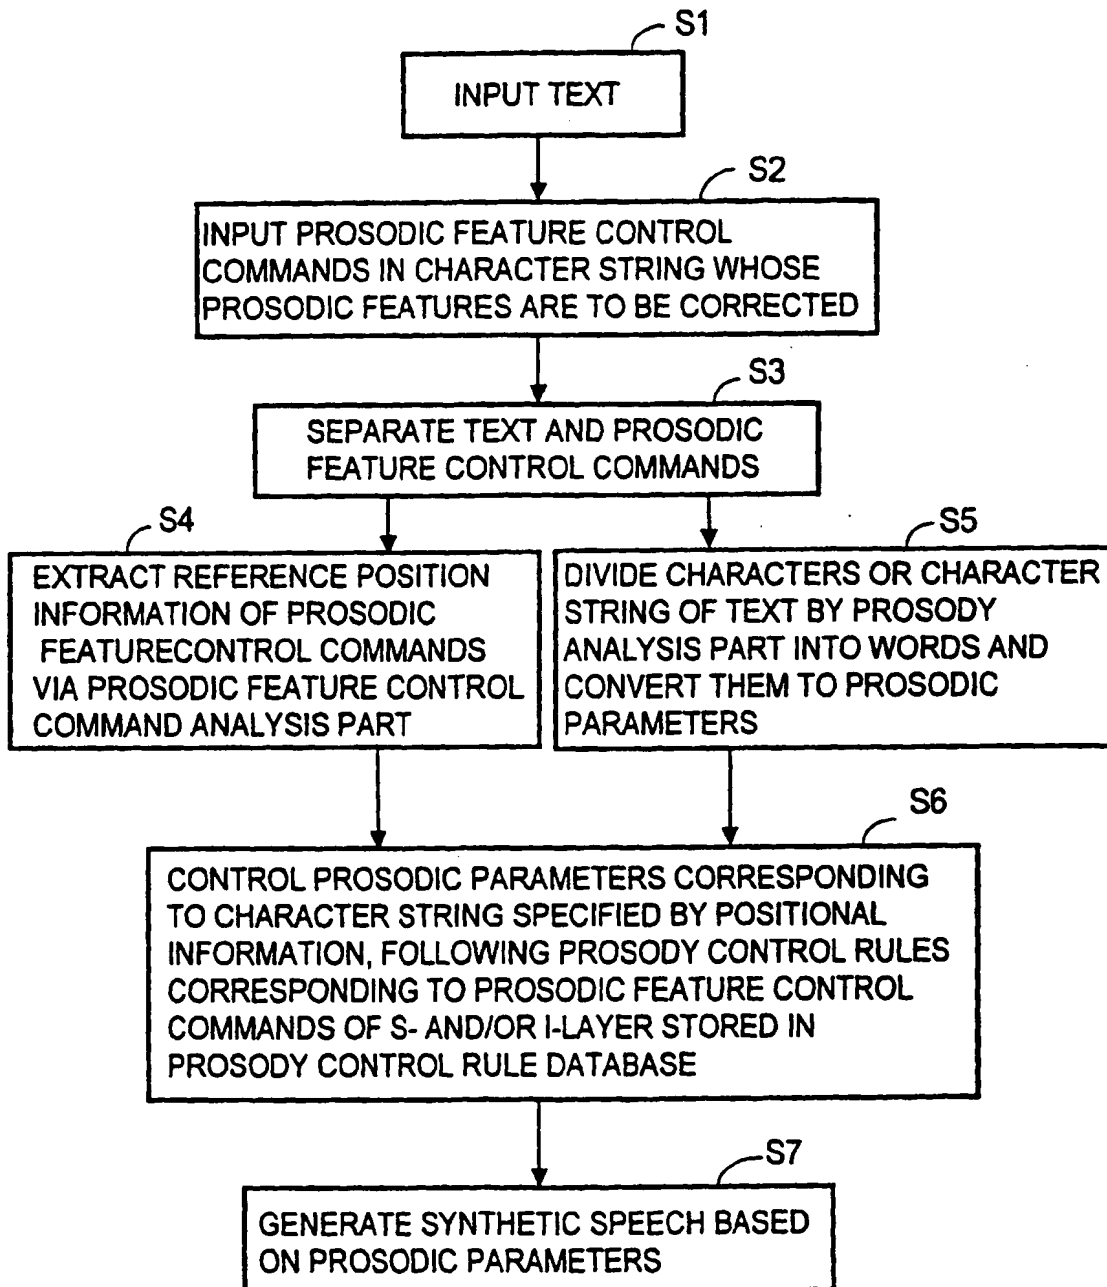 S1
INPUT TEXT
S2
INPUT PROSODIC FEATURE CONTROL
COMMANDS IN CHARACTER STRING WHOSE
PROSODIC FEATURES ARE TO BE CORRECTED
S3
SEPARATE TEXT AND PROSODIC
FEATURE CONTROL COMMANDS
S4
EXTRACT REFERENCE POSITION
INFORMATION OF PROSODIC
FEATURECONTROL COMMANDS
VIA PROSODIC FEATURE CONTROL
COMMAND ANALYSIS PART
S5
DIVIDE CHARACTERS OR CHARACTER
STRING OF TEXT BY PROSODY
ANALYSIS PART INTO WORDS AND
CONVERT THEM TO PROSODIC
PARAMETERS
S6
CONTROL PROSODIC PARAMETERS CORRESPONDING
TO CHARACTER STRING SPECIFIED BY POSITIONAL
INFORMATION, FOLLOWING PROSODY CONTROL RULES
CORRESPONDING TO PROSODIC FEATURE CONTROL
COMMANDS OF S- AND/OR I-LAYER STORED IN
PROSODY CONTROL RULE DATABASE
S7
GENERATE SYNTHETIC SPEECH BASED
ON PROSODIC PARAMETERS